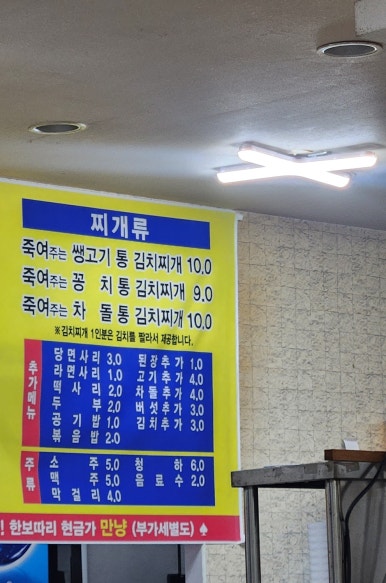 찌개류
죽여주는 쌩고기 통 김치찌개 10.0
죽여주는 꽁 치 통 김치찌개 9.0
죽여주는 차 돌 통 김치찌개 10.0
※김치찌개 1인분은 김치를 짤라서 제공합니다.
추가메뉴
당면사리 3.0 된장추가 1.0
라면사리 1.0 고기추가 4.0
떡사리 2.0 차돌추가 4.0
두부 2.0 버섯추가 3.0
공기밥 1.0 김치추가 3.0
볶음밥 2.0
주류
소주 5.0 청하 6.0
맥주 5.0 음료수 2.0
막걸리 4.0
! 한보따리 현금가 만냥 (부가세별도) ♠